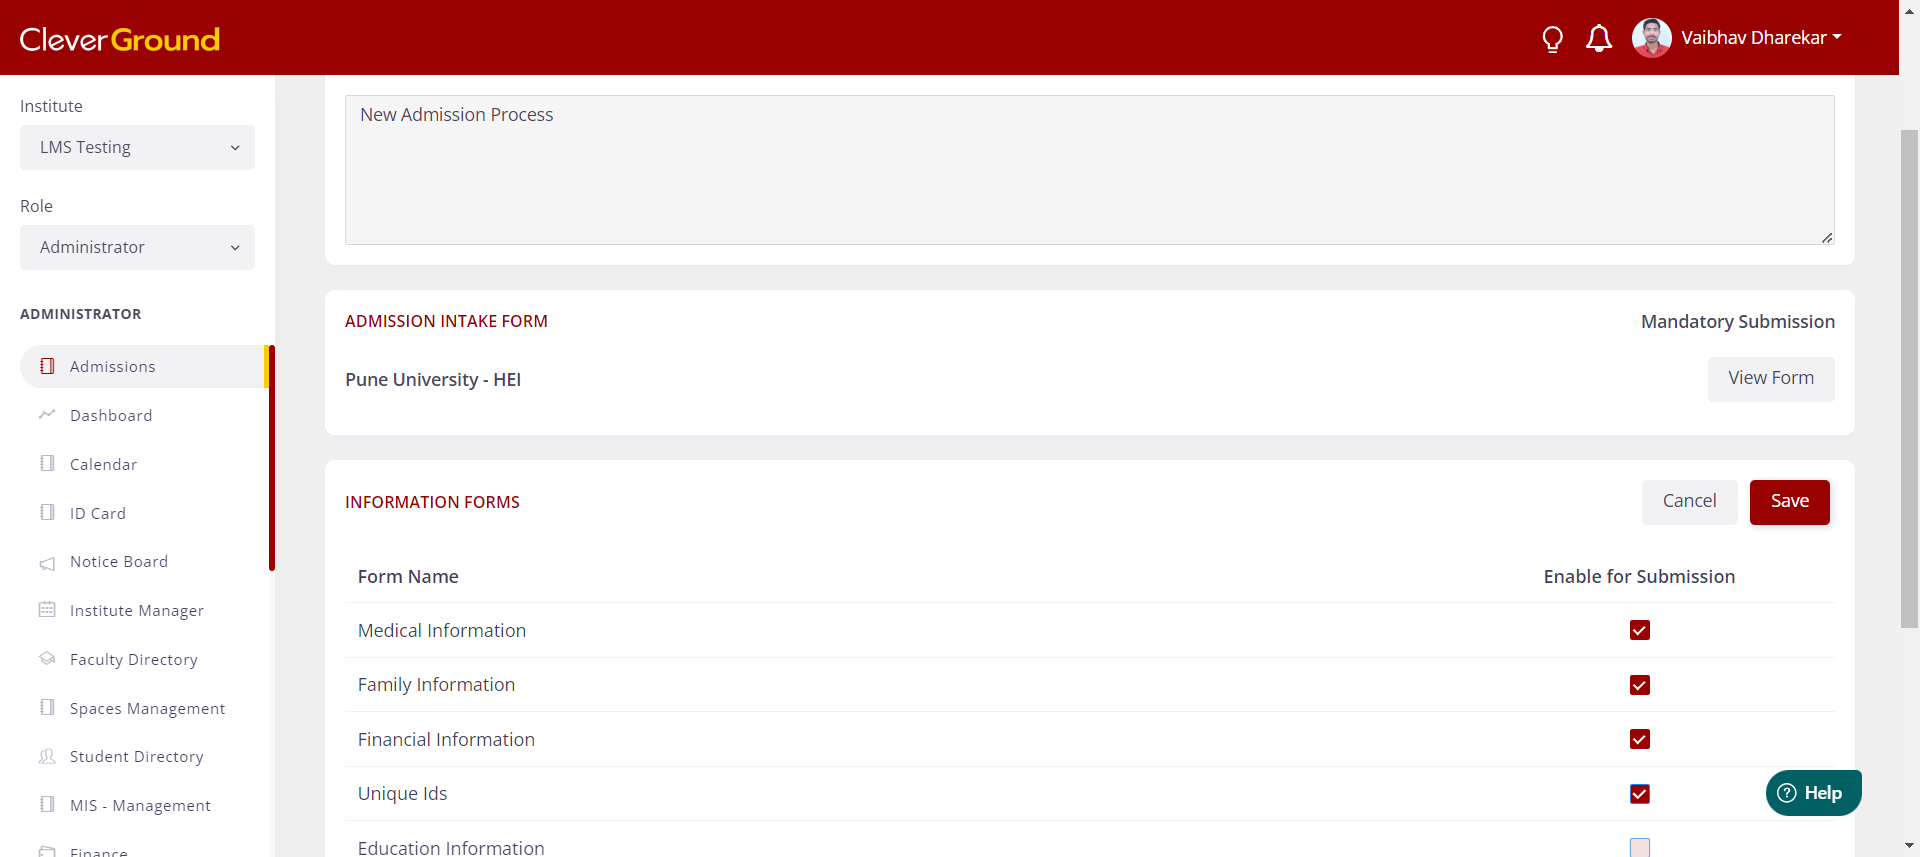 CleverGround
Vaibhav Dharekar
Institute
LMS Testing
Role
Administrator
ADMINISTRATOR
Admissions
Dashboard
Calendar
ID Card
Notice Board
Institute Manager
Faculty Directory
Spaces Management
Student Directory
MIS - Management
Finance
New Admission Process
ADMISSION INTAKE FORM
Mandatory Submission
Pune University - HEI
View Form
INFORMATION FORMS
Cancel
Save
Form Name
Enable for Submission
Medical Information
Family Information
Financial Information
Unique Ids
Education Information
Help